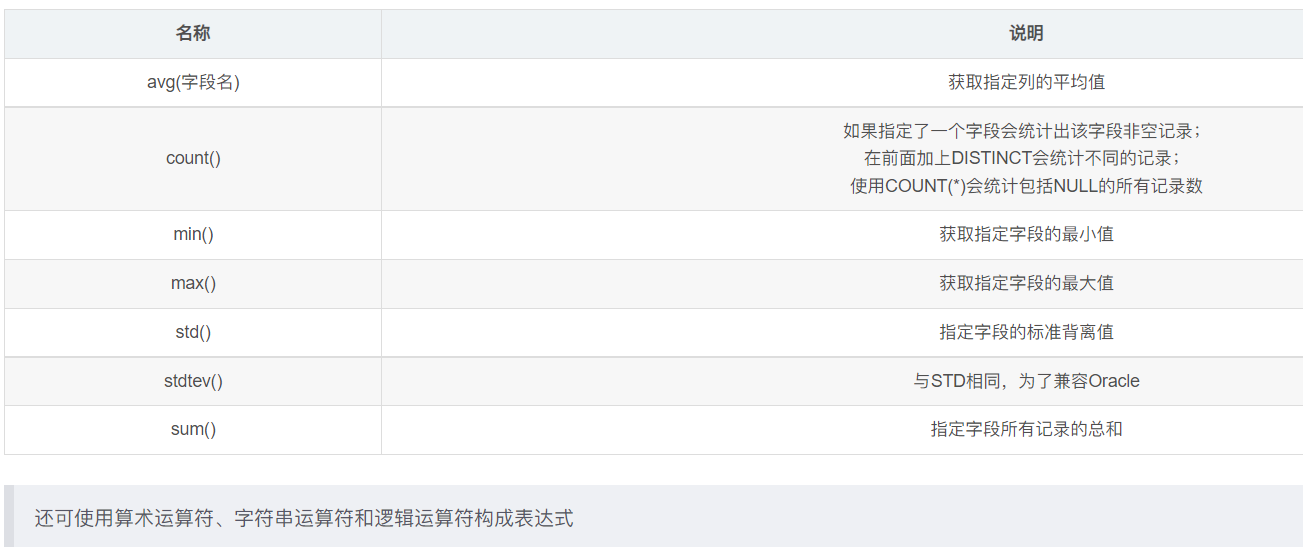 名称 说明
avg(字段名) 获取指定列的平均值
如果指定了一个字段会统计出该字段非空记录；
count() 在前面加上DISTINCT会统计不同的记录；
使用COUNT(*)会统计包括NULL的所有记录数
min() 获取指定字段的最小值
max() 获取指定字段的最大值
std() 指定字段的标准背离值
stdtev() 与STD相同，为了兼容Oracle
sum() 指定字段所有记录的总和
还可使用算术运算符、字符串运算符和逻辑运算符构成表达式